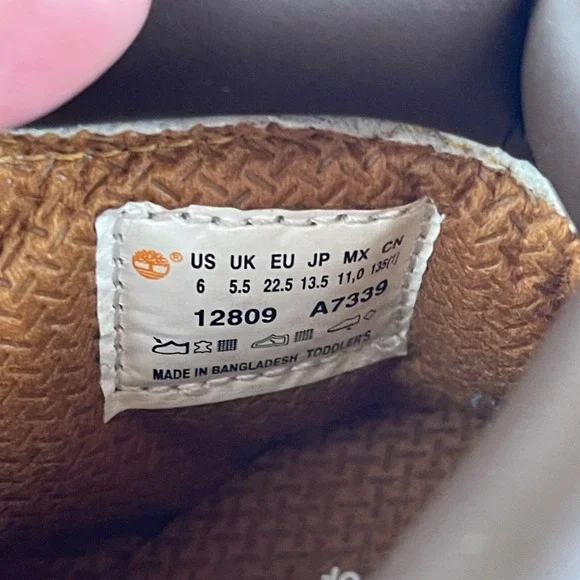 ® US UK EU JP MX CN
6 5.5 22.5 13.5 11,0 135(1)
12809 A7339
MADE IN BANGLADESH TODDLER'S